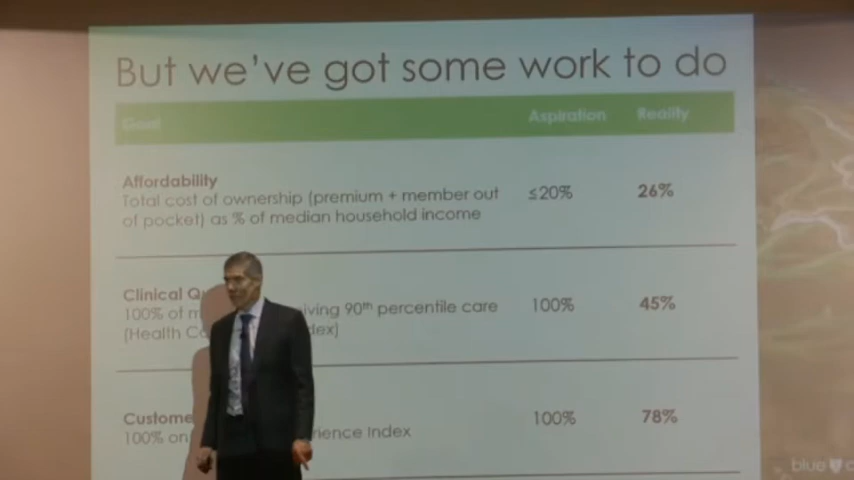 But we've got some work to do
Goal Aspiration Reality
Affordability
Total cost of ownership (premium + member out
of pocket) as % of median household income
≤20% 26%
Clinical Q
100% of m iving 90th percentile care
(Health Ca dex)
100% 45%
Custome
100% on rience Index
100% 78%
blue